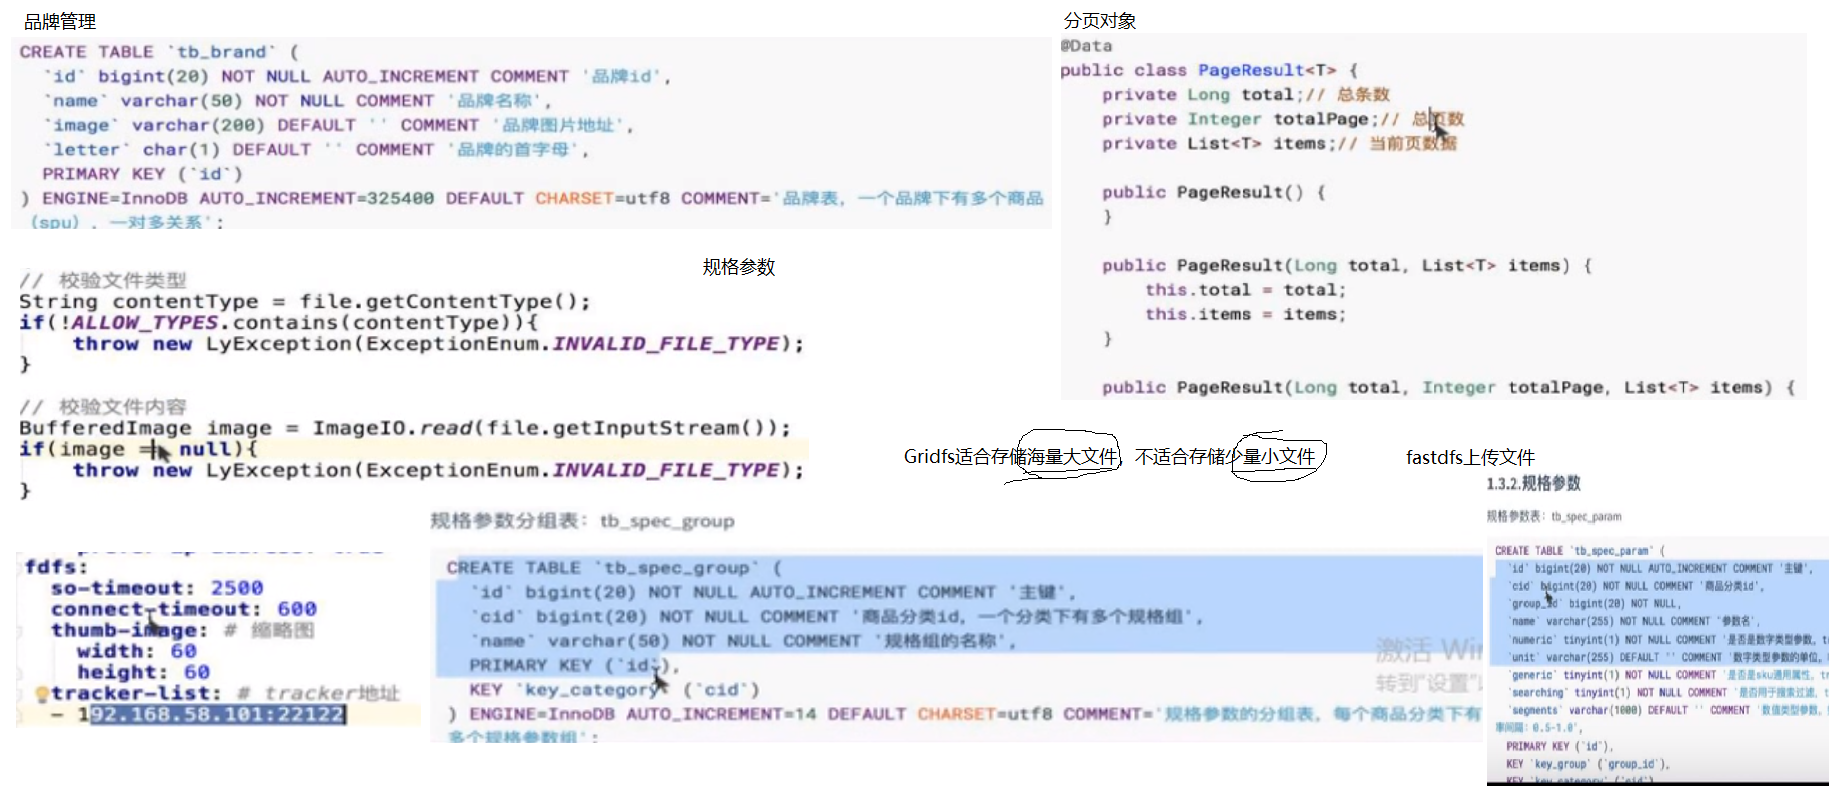 品牌管理
CREATE TABLE `tb_brand` (
`id` bigint(20) NOT NULL AUTO_INCREMENT COMMENT '品牌id',
`name` varchar(50) NOT NULL COMMENT '品牌名称',
`image` varchar(200) DEFAULT '' COMMENT '品牌图片地址',
`letter` char(1) DEFAULT '' COMMENT '品牌的首字母',
PRIMARY KEY (`id`)
) ENGINE=InnoDB AUTO_INCREMENT=325400 DEFAULT CHARSET=utf8 COMMENT='品牌表，一个品牌下有多个商品
（spu），一对多关系';
分页对象
@Data
public class PageResult<T> {
private Long total;// 总条数
private Integer totalPage;// 总页数
private List<T> items;// 当前页数据
public PageResult() {
}
public PageResult(Long total, List<T> items) {
this.total = total;
this.items = items;
}
public PageResult(Long total, Integer totalPage, List<T> items) {
规格参数
// 校验文件类型
String contentType = file.getContentType();
if(!ALLOW_TYPES.contains(contentType)){
throw new LyException(ExceptionEnum.INVALID_FILE_TYPE);
}
// 校验文件内容
BufferedImage image = ImageIO.read(file.getInputStream());
if(image == null){
throw new LyException(ExceptionEnum.INVALID_FILE_TYPE);
}
Gridfs适合存储海量大文件，不适合存储少量小文件
fastdfs上传文件
fdfs:
so-timeout: 2500
connect-timeout: 600
thumb-image: # 缩略图
width: 60
height: 60
tracker-list: # tracker地址
- 192.168.58.101:22122
规格参数分组表：tb_spec_group
CREATE TABLE `tb_spec_group` (
`id` bigint(20) NOT NULL AUTO_INCREMENT COMMENT '主键',
`cid` bigint(20) NOT NULL COMMENT '商品分类id，一个分类下有多个规格组',
`name` varchar(50) NOT NULL COMMENT '规格组的名称',
PRIMARY KEY (`id`),
KEY `key_category` (`cid`)
) ENGINE=InnoDB AUTO_INCREMENT=14 DEFAULT CHARSET=utf8 COMMENT='规格参数的分组表，每个商品分类下有
多个规格参数组';
激活 Win
转到"设置"以
1.3.2.规格参数
规格参数表：tb_spec_param
CREATE TABLE `tb_spec_param` (
`id` bigint(20) NOT NULL AUTO_INCREMENT COMMENT '主键',
`cid` bigint(20) NOT NULL COMMENT '商品分类id',
`group_id` bigint(20) NOT NULL,
`name` varchar(255) NOT NULL COMMENT '参数名',
`numeric` tinyint(1) NOT NULL COMMENT '是否是数字类型参数，
`unit` varchar(255) DEFAULT '' COMMENT '数字类型参数的单位，
`generic` tinyint(1) NOT NULL COMMENT '是否是sku通用属性，
`searching` tinyint(1) NOT NULL COMMENT '是否用于搜索过滤，
`segments` varchar(1000) DEFAULT '' COMMENT '数值类型参数，
率间隔：0.5-1.0',
PRIMARY KEY (`id`),
KEY `key_group` (`group_id`),
KEY `key_category` (`cid`)